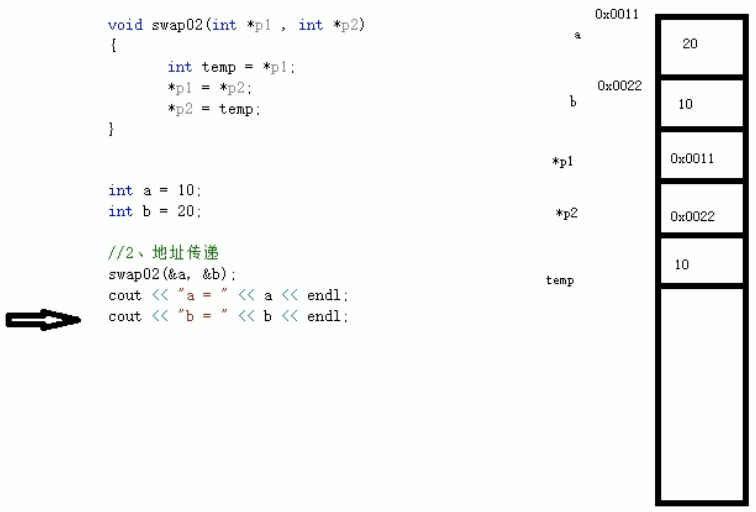 void swap02(int *p1 , int *p2)
{
int temp = *p1;
*p1 = *p2;
*p2 = temp;
}
int a = 10;
int b = 20;
//2、地址传递
swap02(&a, &b);
cout << "a = " << a << endl;
cout << "b = " << b << endl;
0x0011
a
20
0x0022
b
10
*p1
0x0011
*p2
0x0022
temp
10